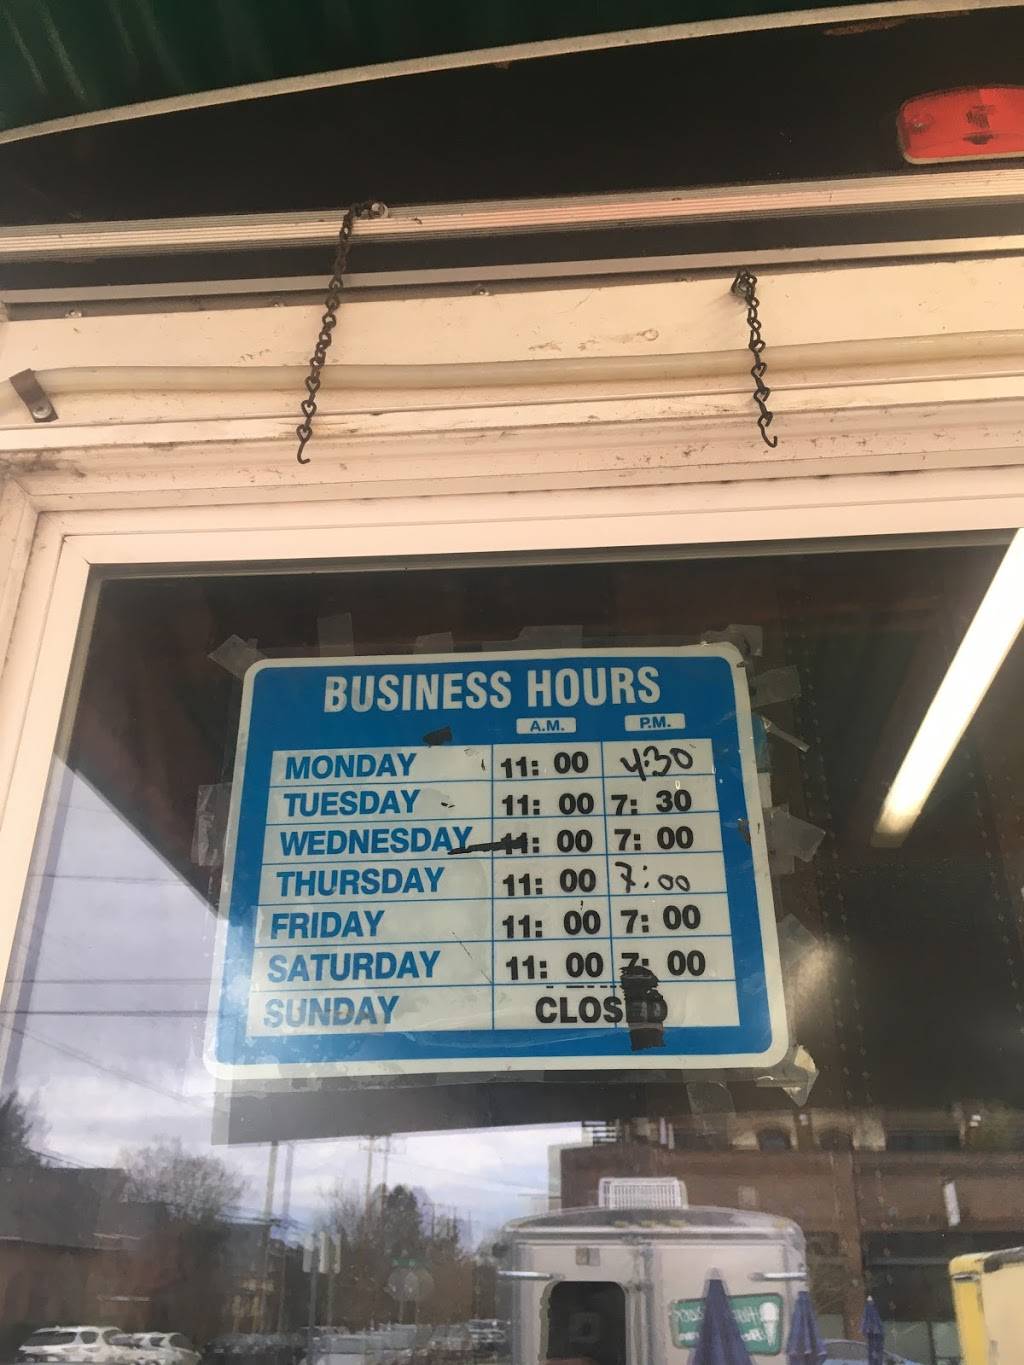 BUSINESS HOURS
A.M. P.M.
MONDAY 11: 00 4:30
TUESDAY 11: 00 7: 30
WEDNESDAY 11: 00 7: 00
THURSDAY 11: 00 7:00
FRIDAY 11: 00 7: 00
SATURDAY 11: 00 7: 00
SUNDAY CLOSED